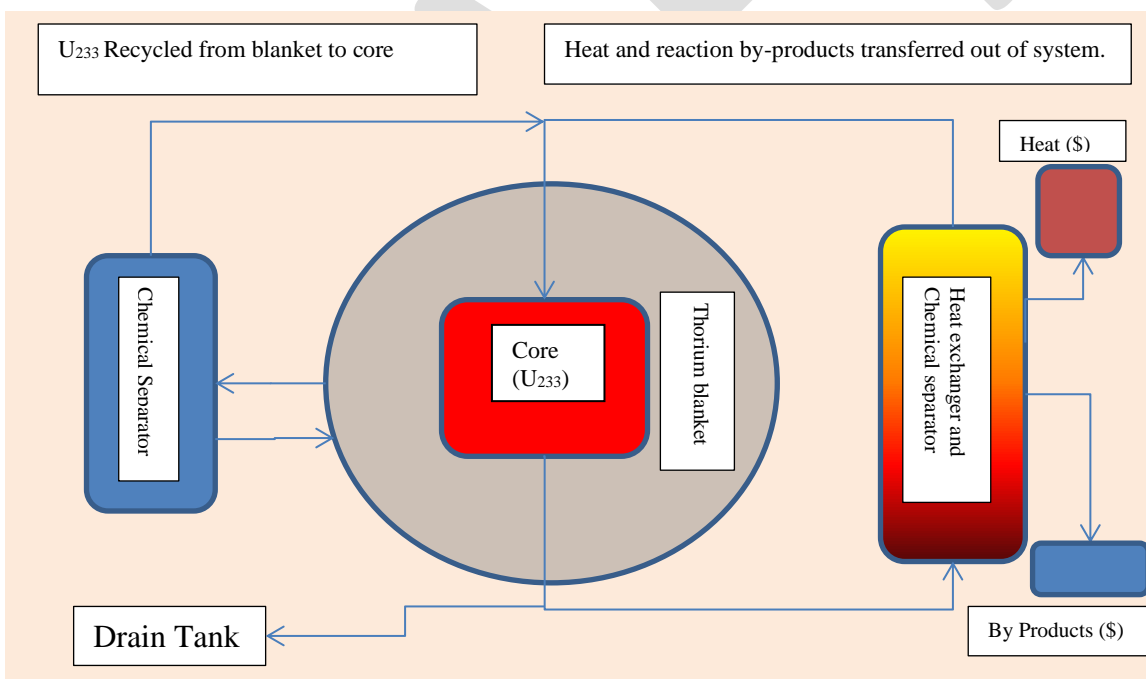 U233 Recycled from blanket to core
Heat and reaction by-products transferred out of system.
Heat ($)
Chemical Separator
Core
(U233)
Thorium blanket
Heat exchanger and
Chemical separator
Drain Tank
By Products ($)